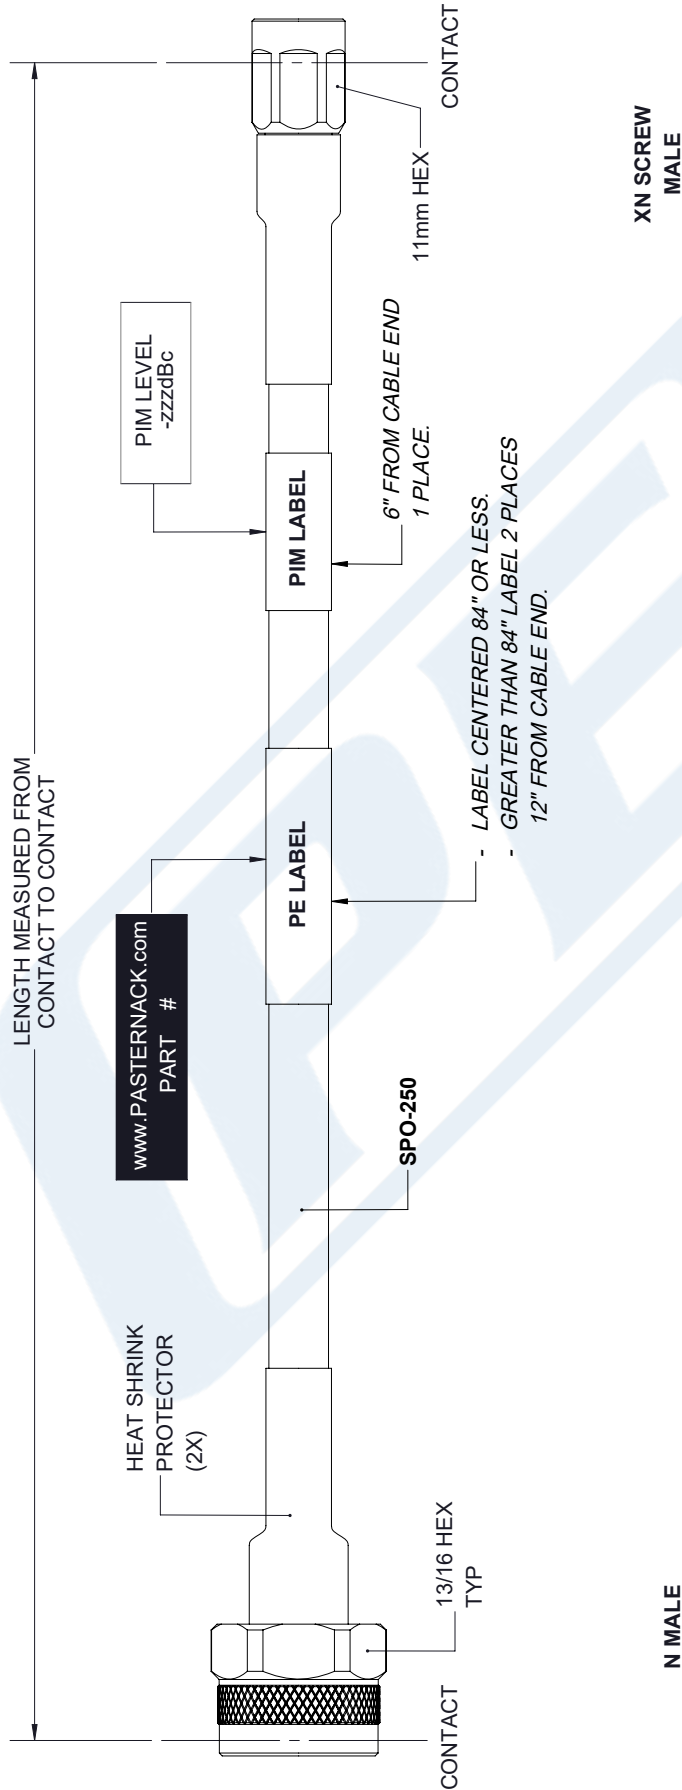 LENGTH MEASURED FROM
CONTACT TO CONTACT
www.PASTERNACK.com
PART #
PIM LEVEL
-zzzdBc
HEAT SHRINK
PROTECTOR
(2X)
PE LABEL
PIM LABEL
SPO-250
6" FROM CABLE END
1 PLACE.
11mm HEX
CONTACT
- LABEL CENTERED 84" OR LESS.
- GREATER THAN 84" LABEL 2 PLACES
12" FROM CABLE END.
13/16 HEX
TYP
CONTACT
N MALE
XN SCREW
MALE